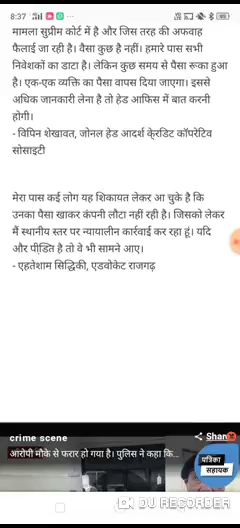 8:37
मामला सुप्रीम कोर्ट में है और जिस तरह की अफवाह
फैलाई जा रही है। वैसा कुछ है नहीं। हमारे पास सभी
निवेशकों का डाटा है। लेकिन कुछ समय से पैसा रूका हुआ
है। एक-एक व्यक्ति का पैसा वापस दिया जाएगा। इससे
अधिक जानकारी लेना है तो हेड आफिस में बात करनी
होगी।
- विपिन शेखावत, जोनल हेड आदर्श के्रडिट कॉपरेटिव
सोसाइटी
मेरा पास कई लोग यह शिकायत लेकर आ चुके है कि
उनका पैसा खाकर कंपनी लौटा नहीं रही है। जिसको लेकर
मैं स्थानीय स्तर पर न्यायालीन कार्रवाई कर रहा हूं। यदि
और पीडि़त है तो वे भी सामने आए।
- एहतेशाम सिद्धिकी, एडवोकेट राजगढ़
crime scene
Share
आरोपी मौके से फरार हो गया है। पुलिस ने कहा कि...
पत्रिका
सहायक
DU RECORDER